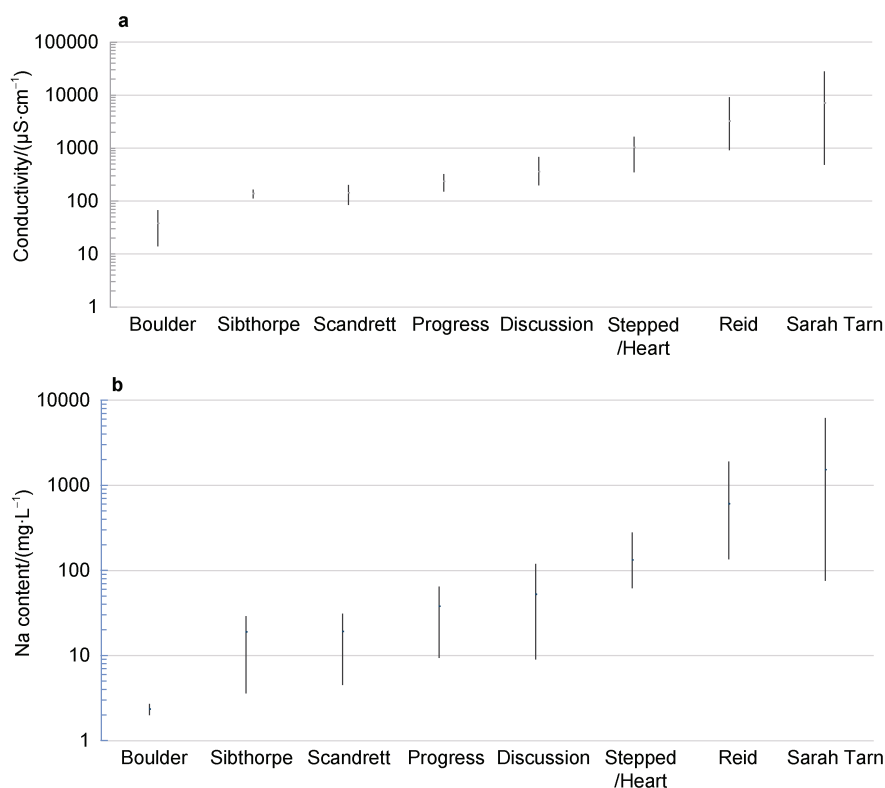 a
100000
10000
1000
100
10
1
Conductivity/(μS·cm⁻¹)
Boulder Sibthorpe Scandrett Progress Discussion Stepped /Heart Reid Sarah Tarn
b
10000
1000
100
10
1
Na content/(mg·L⁻¹)
Boulder Sibthorpe Scandrett Progress Discussion Stepped /Heart Reid Sarah Tarn